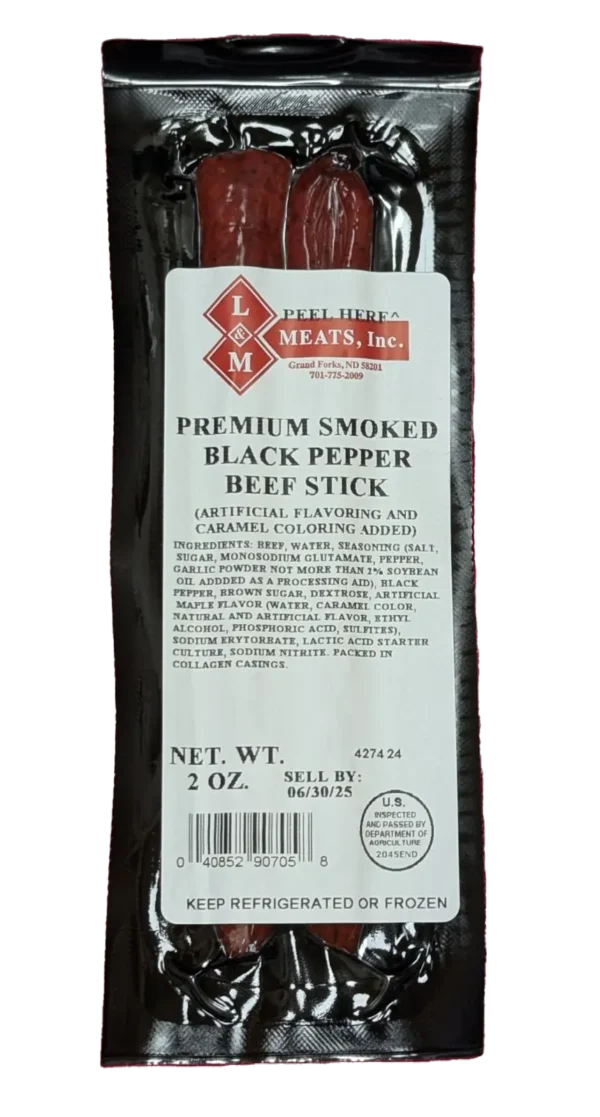 L
&
M
PEEL HERE^
MEATS, Inc.
Grand Forks, ND 58201
701-775-2009
PREMIUM SMOKED
BLACK PEPPER
BEEF STICK
(ARTIFICIAL FLAVORING AND
CARAMEL COLORING ADDED)
INGREDIENTS: BEEF, WATER, SEASONING (SALT,
SUGAR, MONOSODIUM GLUTAMATE, PEPPER,
GARLIC POWDER NOT MORE THAN 2% SOYBEAN
OIL ADDDED AS A PROCESSING AID), BLACK
PEPPER, BROWN SUGAR, DEXTROSE, ARTIFICIAL
MAPLE FLAVOR (WATER, CARAMEL COLOR,
NATURAL AND ARTIFICIAL FLAVOR, ETHYL
ALCOHOL, PHOSPHORIC ACID, SULFITES),
SODIUM ERYTORBATE, LACTIC ACID STARTER
CULTURE, SODIUM NITRITE. PACKED IN
COLLAGEN CASINGS.
NET. WT.
2 OZ.
427424
SELL BY:
06/30/25
U.S.
INSPECTED
AND PASSED BY
DEPARTMENT OF
AGRICULTURE
2045END
0 40852 90705 8
KEEP REFRIGERATED OR FROZEN